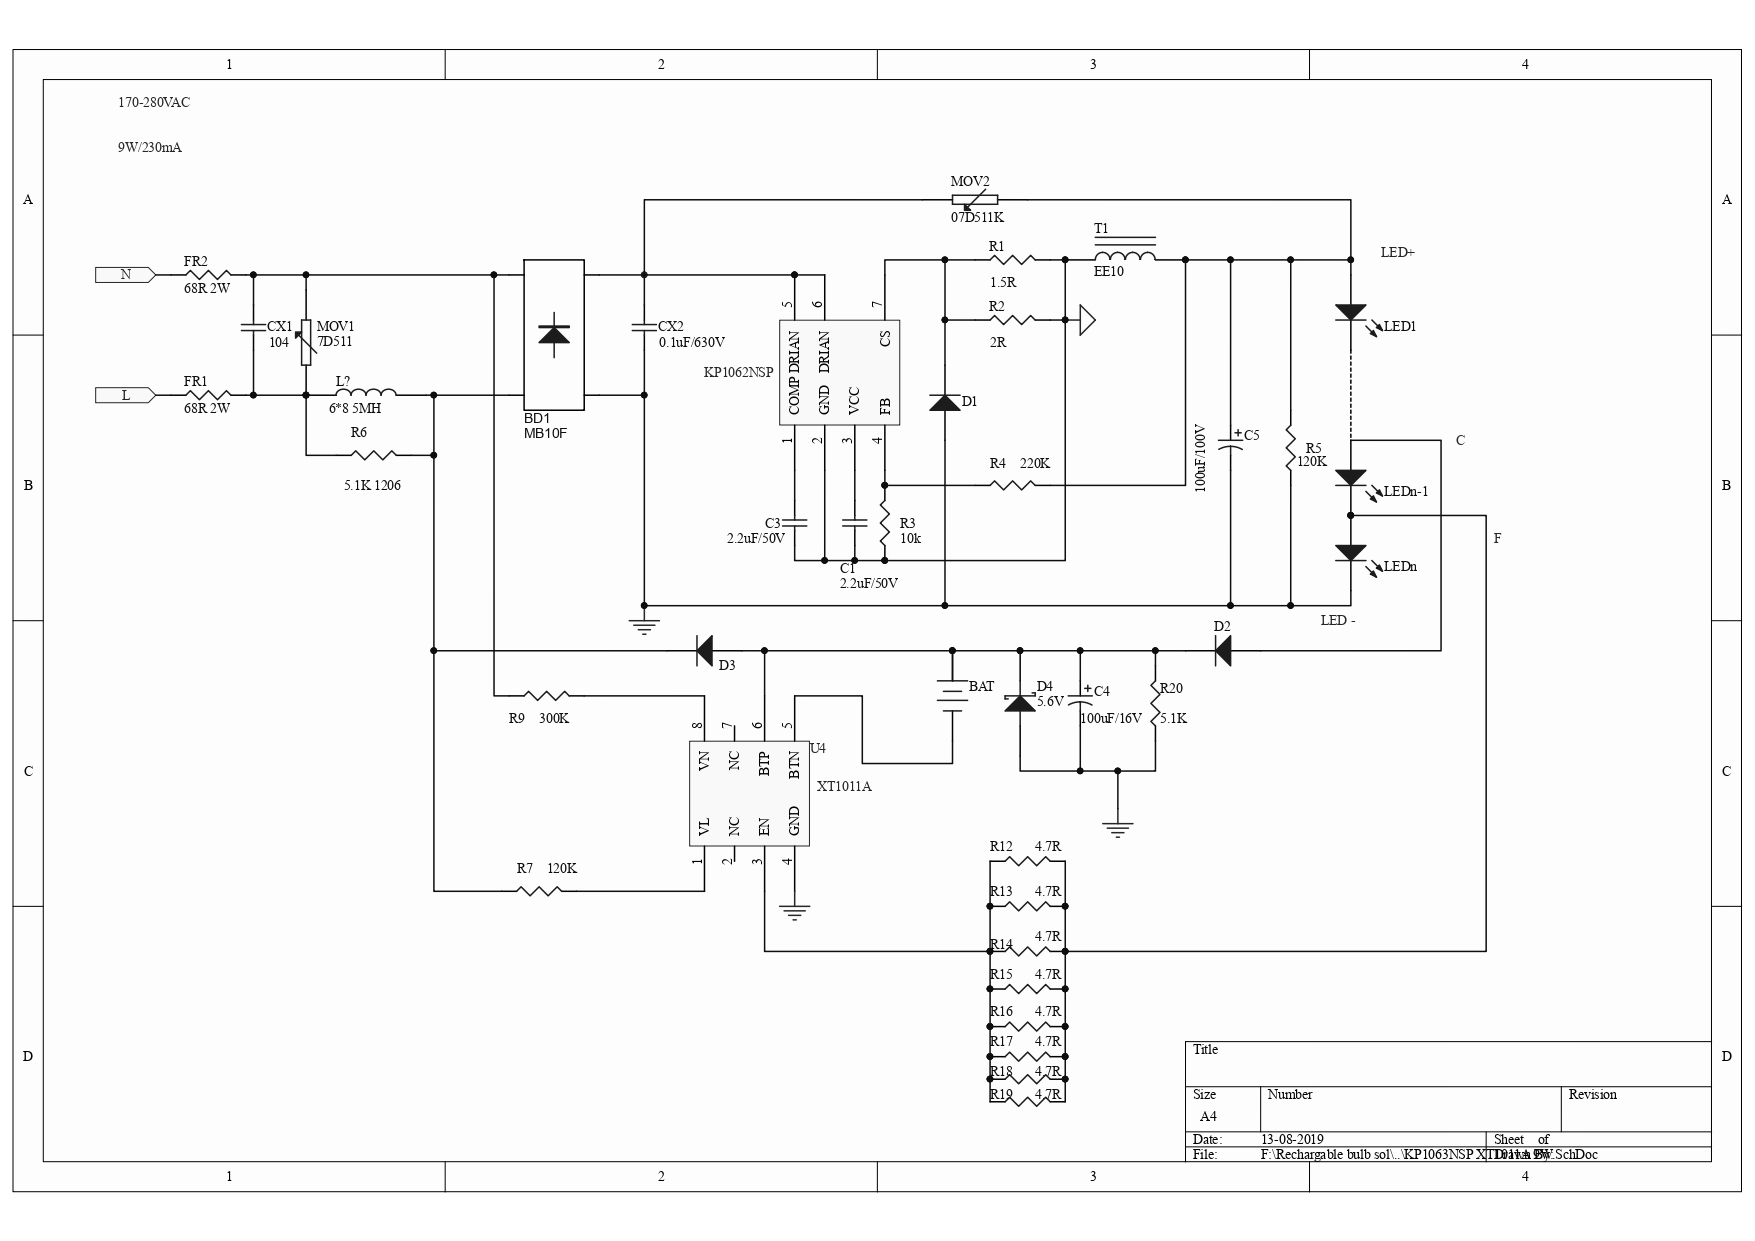 1 2 3 4
170-280VAC
9W/230mA
A A
MOV2
07D511K
T1
EE10
R1
1.5R
LED+
N
FR2
68R 2W
R2
2R
5 6 7
CX1
104
MOV1
7D511
CX2
0.1uF/630V
DRIAN DRIAN CS
LED1
KP1062NSP
COMP GND VCC FB
L
FR1
68R 2W
L?
6*8 5MH
BD1
MB10F
D1
R6
5.1K 1206
1 2 3 4
100uF/100V
C5
R5
120K
C
B B
R4 220K
LEDn-1
C3
2.2uF/50V
R3
10k
F
C1
2.2uF/50V
LEDn
LED -
D2
D3
BAT
D4
5.6V
C4
100uF/16V
R20
5.1K
R9 300K
8 7 6 5
U4
VN NC BTP BTN
C C
XT1011A
VL NC EN GND
1 2 3 4
R7 120K
R12 4.7R
R13 4.7R
R14 4.7R
R15 4.7R
R16 4.7R
R17 4.7R
R18 4.7R
R19 4.7R
D D
Title
Size Number Revision
A4
Date: 13-08-2019 Sheet of
File: F:\Rechargable bulb sol\..\KP1063NSP
1 2 3 4